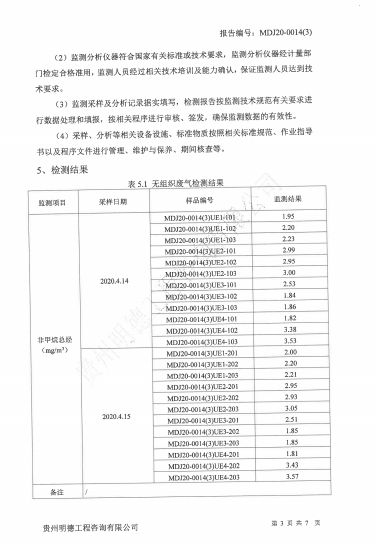 报告编号: MDJ20-0014(3)
（2）监测分析仪器符合国家有关标准或技术要求，监测分析仪器经计量部
门检定合格准用，监测人员经过相关技术培训及能力确认，保证监测人员达到技
术要求。
（3）监测采样及分析记录据实填写，检测报告按监测技术规范有关要求进
行数据处理和填报，按相关程序进行审核、签发，确保监测数据的有效性。
（4）采样、分析等相关设备设施、标准物质按照相关标准规范、作业指导
书以及程序文件进行管理、维护与保养、期间核查等。
5、检测结果
表 5.1 无组织废气检测结果
监测项目 采样日期 样品编号 监测结果
非甲烷总烃
（mg/m³）
2020.4.14
MDJ20-0014(3)UE1-101 1.95
MDJ20-0014(3)UE1-102 2.20
MDJ20-0014(3)UE1-103 2.23
MDJ20-0014(3)UE2-101 2.99
MDJ20-0014(3)UE2-102 2.95
MDJ20-0014(3)UE2-103 3.00
MDJ20-0014(3)UE3-101 2.53
MDJ20-0014(3)UE3-102 1.84
MDJ20-0014(3)UE3-103 1.86
MDJ20-0014(3)UE4-101 1.82
MDJ20-0014(3)UE4-102 3.38
MDJ20-0014(3)UE4-103 3.53
2020.4.15
MDJ20-0014(3)UE1-201 2.00
MDJ20-0014(3)UE1-202 2.20
MDJ20-0014(3)UE1-203 2.21
MDJ20-0014(3)UE2-201 2.95
MDJ20-0014(3)UE2-202 2.93
MDJ20-0014(3)UE2-203 3.05
MDJ20-0014(3)UE3-201 2.51
MDJ20-0014(3)UE3-202 1.85
MDJ20-0014(3)UE3-203 1.85
MDJ20-0014(3)UE4-201 1.81
MDJ20-0014(3)UE4-202 3.43
MDJ20-0014(3)UE4-203 3.57
备注 /
贵州明德工程咨询有限公司
第 3 页 共 7 页